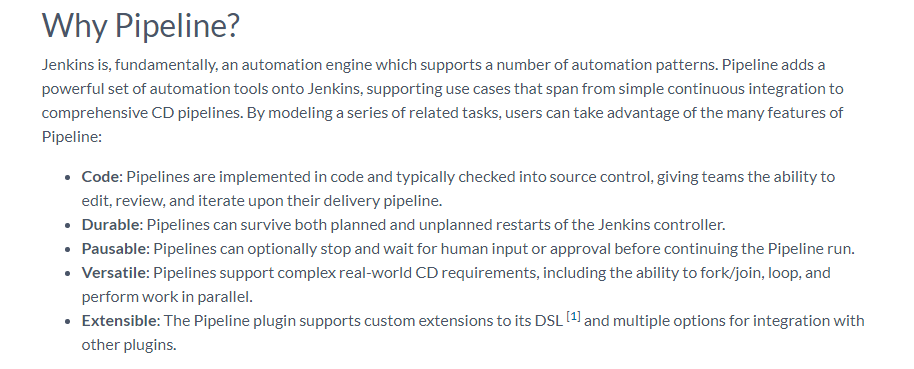 Why Pipeline?
Jenkins is, fundamentally, an automation engine which supports a number of automation patterns. Pipeline adds a
powerful set of automation tools onto Jenkins, supporting use cases that span from simple continuous integration to
comprehensive CD pipelines. By modeling a series of related tasks, users can take advantage of the many features of
Pipeline:
• Code: Pipelines are implemented in code and typically checked into source control, giving teams the ability to
edit, review, and iterate upon their delivery pipeline.
• Durable: Pipelines can survive both planned and unplanned restarts of the Jenkins controller.
• Pausable: Pipelines can optionally stop and wait for human input or approval before continuing the Pipeline run.
• Versatile: Pipelines support complex real-world CD requirements, including the ability to fork/join, loop, and
perform work in parallel.
• Extensible: The Pipeline plugin supports custom extensions to its DSL [1] and multiple options for integration with
other plugins.